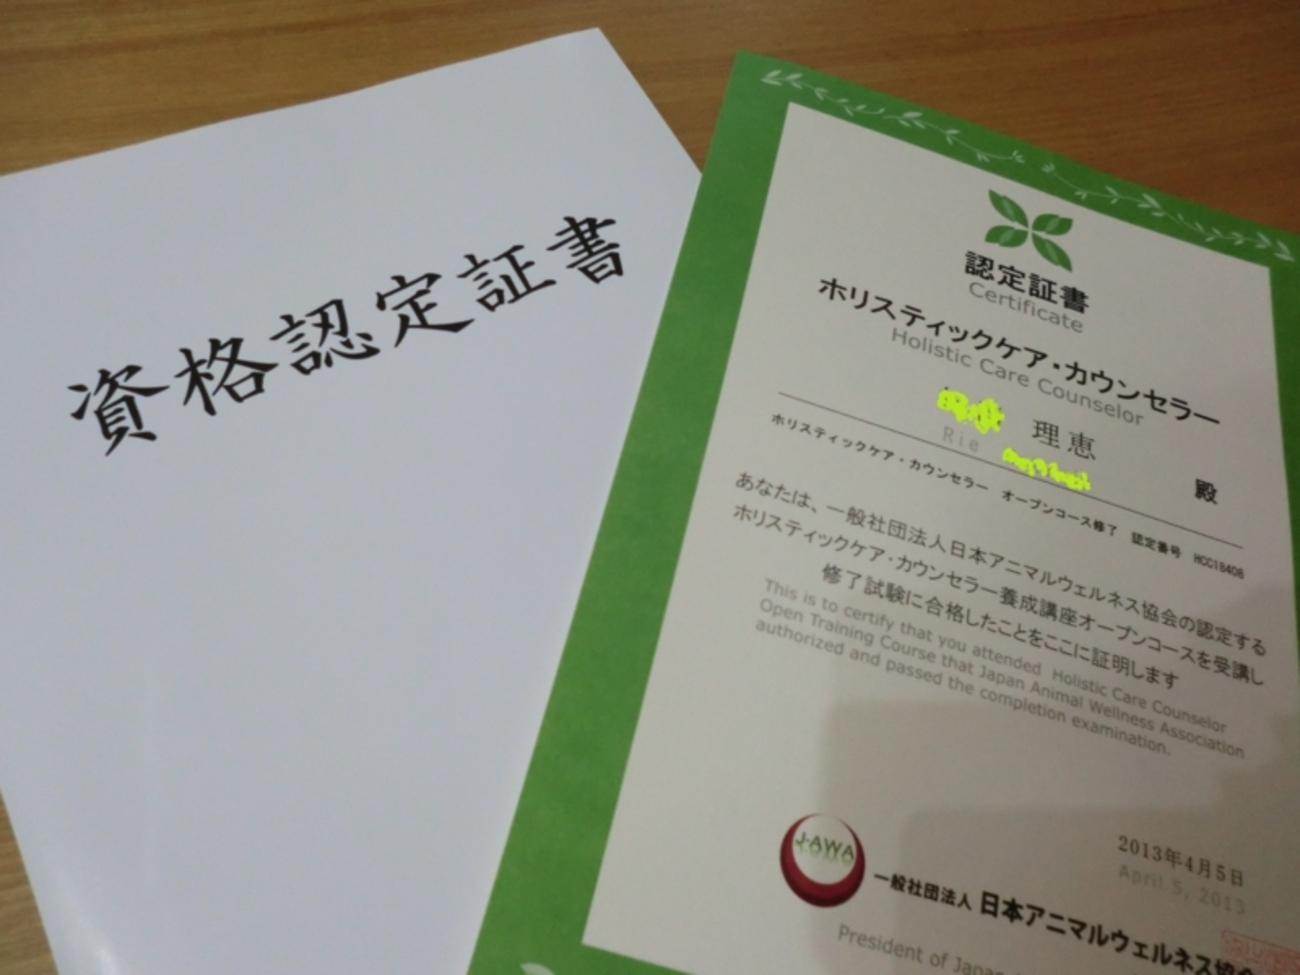 資格認定証書
認定証書
Certificate
ホリスティックケア・カウンセラー
Holistic Care Counselor
理恵
Rie
殿
ホリスティックケア・カウンセラー オープンコース修了 認定番号 HCC18408
あなたは、一般社団法人日本アニマルウェルネス協会の認定する
ホリスティックケア・カウンセラー養成講座オープンコースを受講し
修了試験に合格したことをここに証明します
This is to certify that you attended Holistic Care Counselor
Open Training Course that Japan Animal Wellness Association
authorized and passed the completion examination.
2013年4月5日
April 5, 2013
JAWA
一般社団法人 日本アニマルウェルネス協
President of Japan